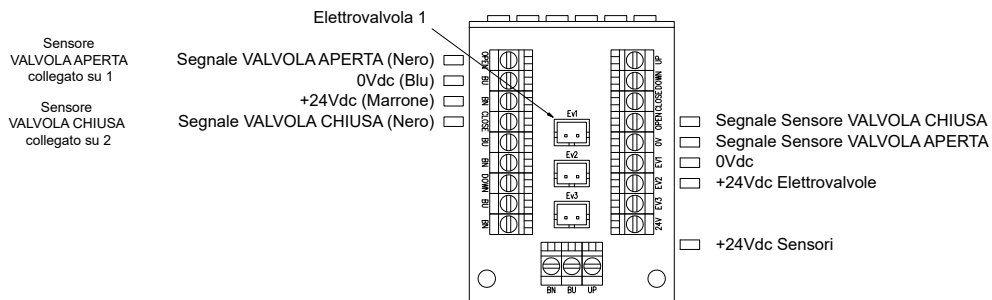 Elettrovalvola 1
Sensore
VALVOLA APERTA
collegato su 1
Sensore
VALVOLA CHIUSA
collegato su 2
Segnale VALVOLA APERTA (Nero)
0Vdc (Blu)
+24Vdc (Marrone)
Segnale VALVOLA CHIUSA (Nero)
OPEN
BU
BN
CLOSE
BU
BN
DOWN
BU
BN
Ev1
Ev2
Ev3
UP
DOWN
CLOSE
OPEN
0V
EV1
EV2
EV3
24V
Segnale Sensore VALVOLA CHIUSA
Segnale Sensore VALVOLA APERTA
0Vdc
+24Vdc Elettrovalvole
+24Vdc Sensori
BN BU UP